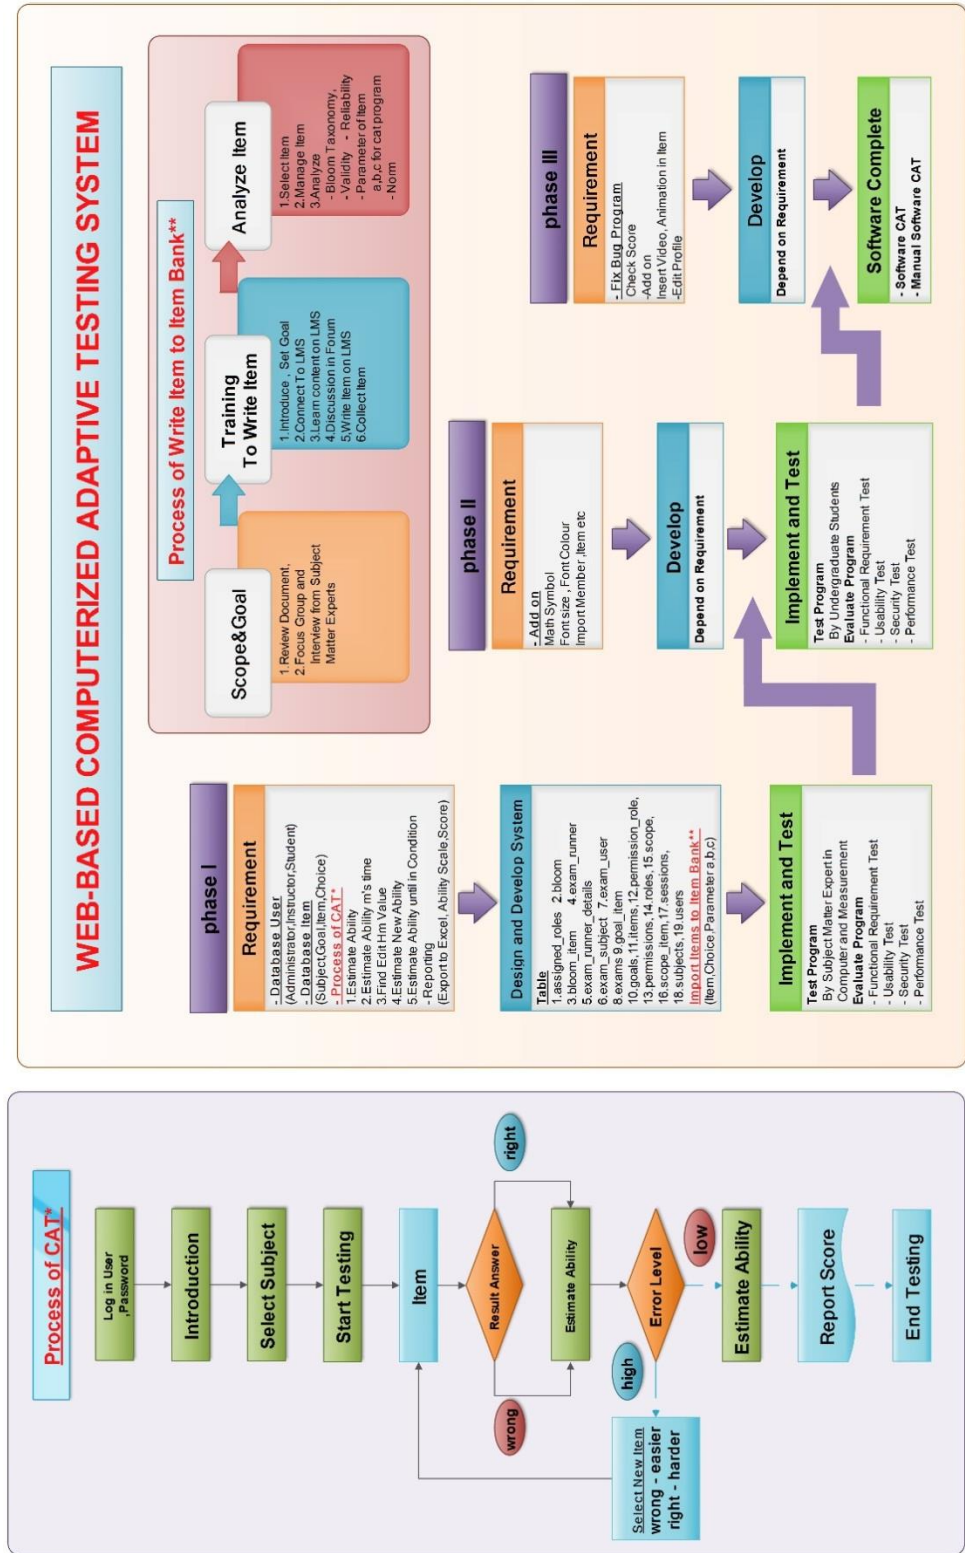 WEB-BASED COMPUTERIZED ADAPTIVE TESTING SYSTEM
Process of CAT*
Log in User
,Password
Introduction
Select Subject
Start Testing
Item
Result Answer
wrong
right
Estimate Ability
Error Level
high
low
Select New Item
wrong - easier
right - harder
Estimate Ability
Report Score
End Testing
phase I
Requirement
- Database User
(Administrator,Instructor,Student)
- Database Item
(Subject,Goal,Item,Choice)
- Process of CAT*
1.Estimate Ability
2.Estimate Ability m's time
3.Find Edit Hm Value
4.Estimate New Ability
5.Estimate Ability until in Condition
- Reporting
(Export to Excel, Ability Scale,Score)
Design and Develop System
Table
1.assigned_roles 2.bloom
3.bloom_item 4.exam_runner
5.exam_runner_details
6.exam_subject 7.exam_user
8.exams 9.goal_item
10,goals,11.items,12.permission_role,
13.permissions,14.roles,15.scope,
16.scope_item,17.sessions,
18.subjects,19.users
Import Items to Item Bank**
(Item,Choice,Parameter a,b,c)
Implement and Test
Test Program
By Subject Matter Expert in
Computer and Measurement
Evaluate Program
- Functional Requirement Test
- Usability Test
- Security Test
- Performance Test
Process of Write Item to Item Bank**
Scope&Goal
1.Review Document,
2. Focus Group and
Interview from Subject
Matter Experts
Training
To Write Item
1.Introduce , Set Goal
2.Connect To LMS
3.Learn content on LMS
4.Discussion in Forum
5.Write Item on LMS
6.Collect Item
Analyze Item
1.Select Item
2.Manage Item
3.Analyze
- Bloom Taxonomy,
- Validity - Reliability
- Parameter of Item
a,b,c for cat program
- Norm
phase II
Requirement
- Add on
Math Symbol
Font size , Font Colour
Import Member ,Item etc
Develop
Depend on Requirement
Implement and Test
Test Program
By Undergraduate Students
Evaluate Program
- Functional Requirement Test
- Usability Test
- Security Test
- Performance Test
phase III
Requirement
- Fix Bug Program
Check Score
-Add on
Insert Video, Animation in Item
-Edit Profile
Develop
Depend on Requirement
Software Complete
- Software CAT
- Manual Software CAT